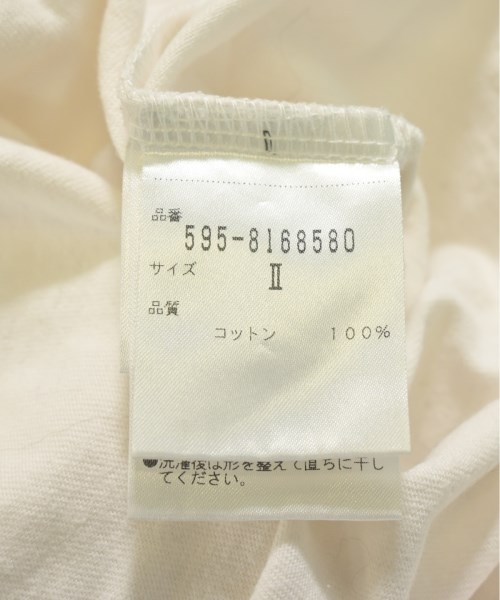 品番
595-8168580
サイズ
Ⅱ
品質
コットン 100%
●洗濯後は形を整えて直ちに干し
てください。